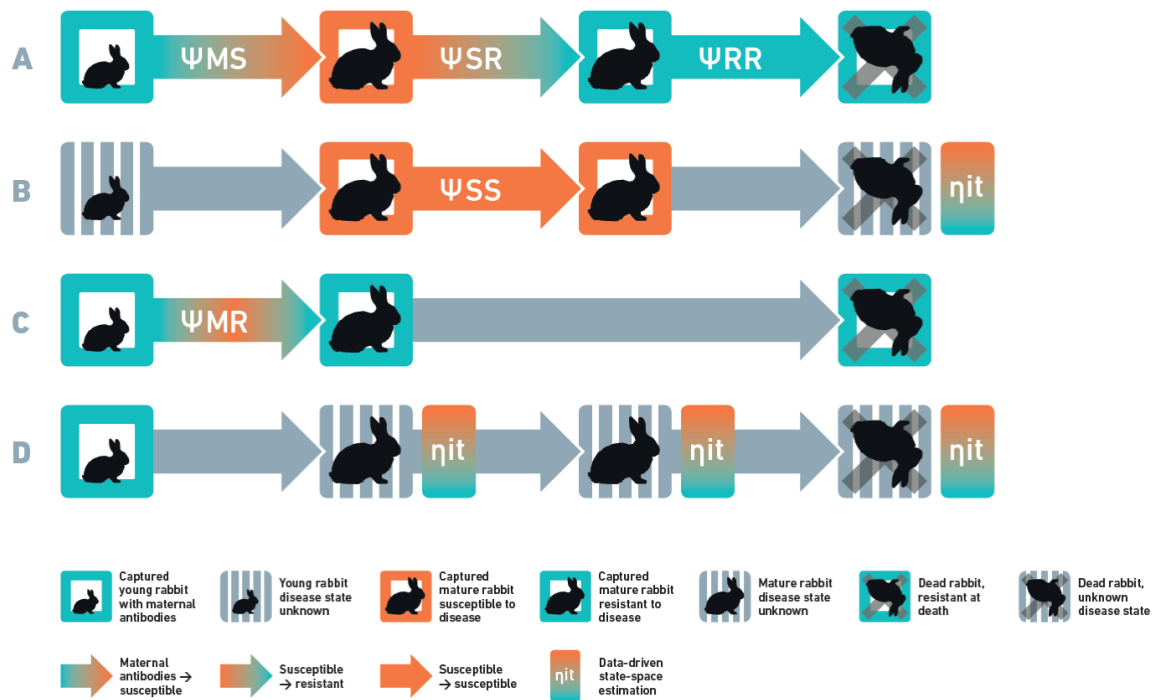 A
ΨMS
ΨSR
ΨRR
B
ΨSS
ηit
C
ΨMR
D
ηit
ηit
ηit
Captured
young rabbit
with maternal
antibodies
Young rabbit
disease state
unknown
Captured
mature rabbit
susceptible to
disease
Captured
mature rabbit
resistant to
disease
Mature rabbit
disease state
unknown
Dead rabbit,
resistant at
death
Dead rabbit,
unknown
disease state
Maternal
antibodies →
susceptible
Susceptible
→ resistant
Susceptible
→ susceptible
ηit
Data-driven
state-space
estimation